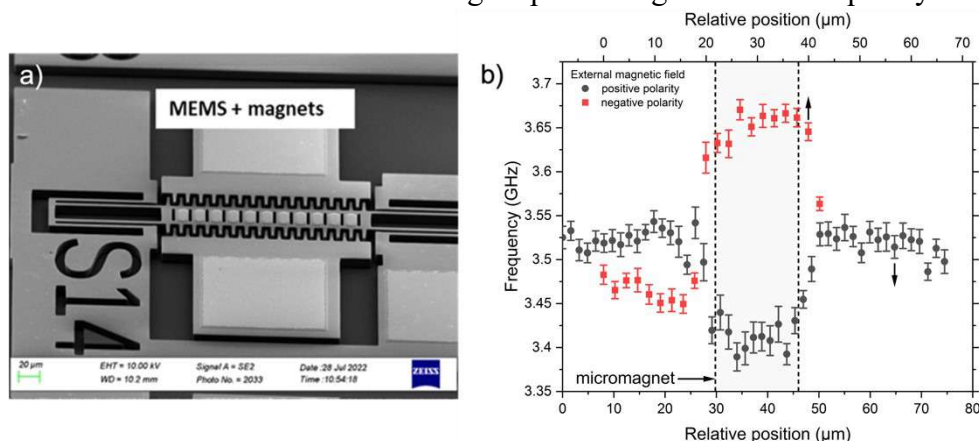 g
a)
MEMS + magnets
S14
20 µm
EHT = 10.00 kV
WD = 10.2 mm
Signal A = SE2
Photo No. = 2033
Date :28 Jul 2022
Time :10:54:18
ZEISS
b)
Relative position (µm)
0 10 20 30 40 50 60 70 80
External magnetic field
positive polarity
negative polarity
3.7
3.65
3.6
3.55
3.5
3.45
3.4
3.35
Frequency (GHz)
micromagnet
0 10 20 30 40 50 60 70 80
Relative position (µm)